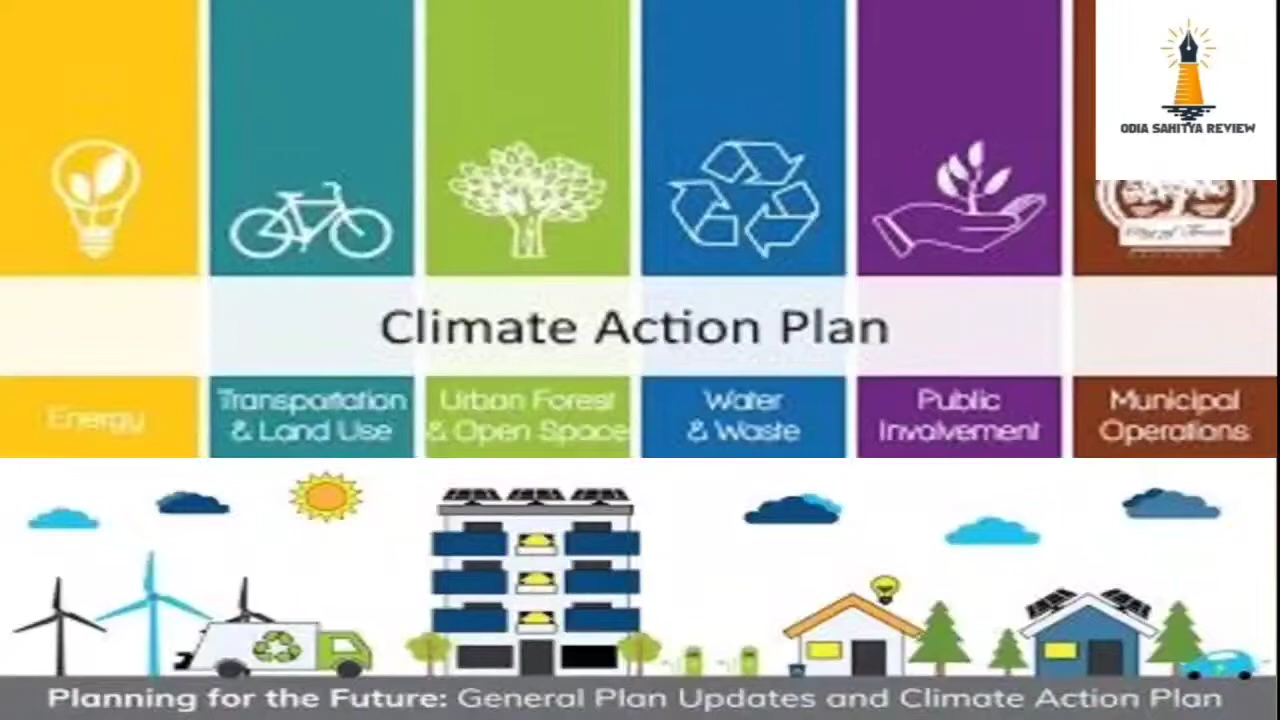 ODIA SAHITYA REVIEW
Climate Action Plan
Energy
Transportation
& Land Use
Urban Forest
& Open Space
Water
& Waste
Public
Involvement
Municipal
Operations
Planning for the Future: General Plan Updates and Climate Action Plan